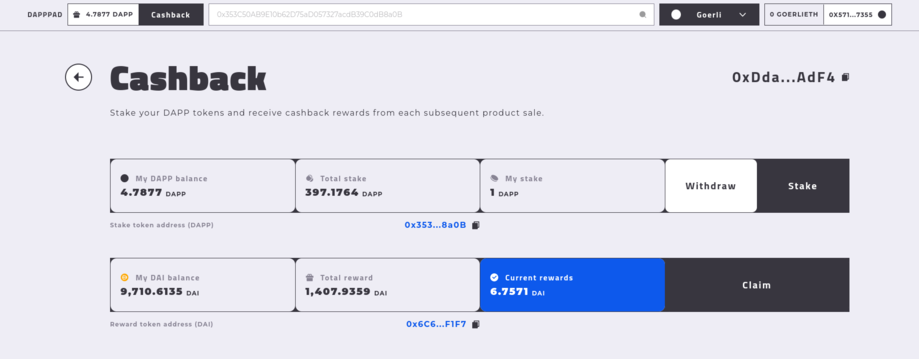 DAPPPAD 4.7877 DAPP Cashback 0x353C50AB9E10b62D75aD057327acdB39C0dB8a0B Goerli 0 GOERLIETH 0X571...7355
Cashback 0xDda...AdF4
Stake your DAPP tokens and receive cashback rewards from each subsequent product sale.
My DAPP balance Total stake My stake
4.7877 DAPP 397.1764 DAPP 1 DAPP Withdraw Stake
Stake token address (DAPP) 0x353...8a0B
My DAI balance Total reward Current rewards
9,710.6135 DAI 1,407.9359 DAI 6.7571 DAI Claim
Reward token address (DAI) 0x6C6...F1F7